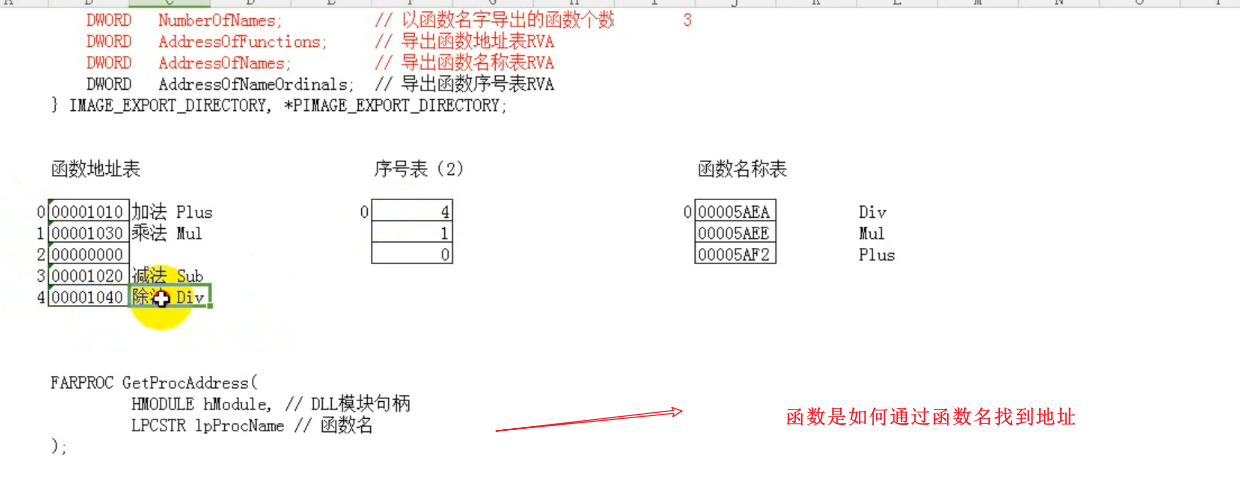 DWORD NumberOfNames; // 以函数名字导出的函数个数 3
DWORD AddressOfFunctions; // 导出函数地址表RVA
DWORD AddressOfNames; // 导出函数名称表RVA
DWORD AddressOfNameOrdinals; // 导出函数序号表RVA
} IMAGE_EXPORT_DIRECTORY, *PIMAGE_EXPORT_DIRECTORY;
函数地址表 序号表（2） 函数名称表
0 00001010 加法 Plus 0 4 0 00005AEA Div
1 00001030 乘法 Mul 1 00005AEE Mul
2 00000000 0 00005AF2 Plus
3 00001020 减法 Sub
4 00001040 除法 Div
FARPROC GetProcAddress(
HMODULE hModule, // DLL模块句柄
LPCSTR lpProcName // 函数名
);
函数是如何通过函数名找到地址